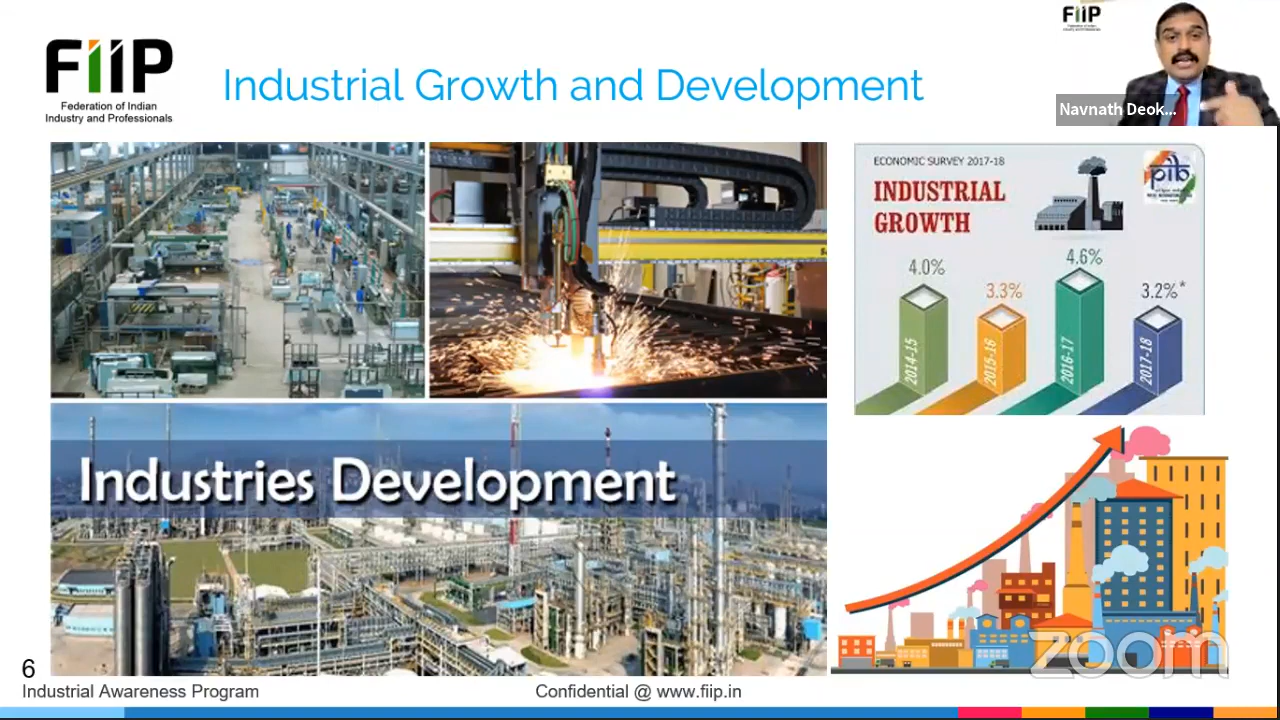 FiiP
Federation of Indian
Industry and Professionals
Industrial Growth and Development
FiiP
Navnath Deok...
ECONOMIC SURVEY 2017-18
INDUSTRIAL
GROWTH
pib
4.0%
3.3%
4.6%
3.2%*
2014-15
2015-16
2016-17
2017-18
Industries Development
zoom
6
Industrial Awareness Program
Confidential @ www.fiip.in